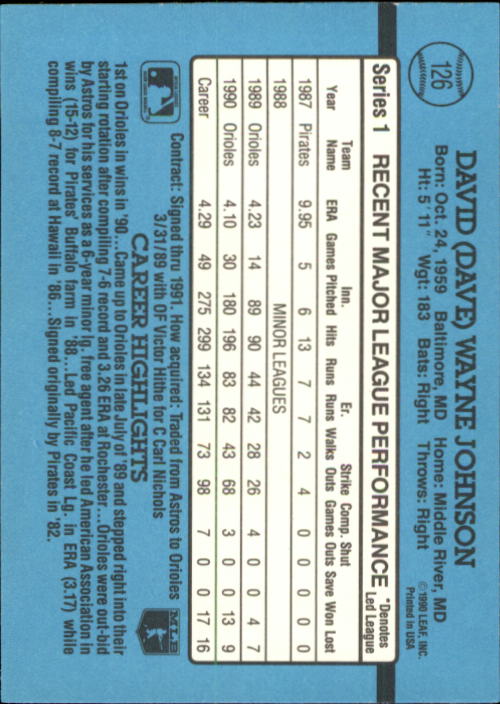 126
DAVID (DAVE) WAYNE JOHNSON
Born: Oct. 24, 1959 Baltimore, MD Home: Middle River, MD
Ht: 5' 11" Wgt: 183 Bats: Right Throws: Right
©1990 LEAF, INC.
Printed in USA
Series 1 RECENT MAJOR LEAGUE PERFORMANCE *Denotes Led League
Team Inn. Er. Strike Comp. Shut
Year Name ERA Games Pitched Hits Runs Runs Walks Outs Games Outs Save Won Lost
1987 Pirates 9.95 5 6 13 7 7 2 4 0 0 0 0 0
1988 MINOR LEAGUES
1989 Orioles 4.23 14 89 90 44 42 28 26 4 0 0 4 7
1990 Orioles 4.10 30 180 196 83 82 43 68 3 0 0 13 9
Career 4.29 49 275 299 134 131 73 98 7 0 0 17 16
Contract: Signed thru 1991. Now acquired: Traded from Astros to Orioles
3/31/89 with OF Victor Hithe for C Carl Nichols
MLB
CAREER HIGHLIGHTS
1st on Orioles in wins in '90...Came up to Orioles in late July of '89 and stepped right into their
starting rotation after compiling 7-6 record and 3.26 ERA at Rochester...Orioles were out-bid
by Astros for his services as a 6-year minor lg. free agent after he led American Association in
wins (15-12) for Pirates' Buffalo farm in '88...Led Pacific Coast Lg. in ERA (3.17) while
compiling 8-7 record at Hawaii in '86...Signed originally by Pirates in '82.